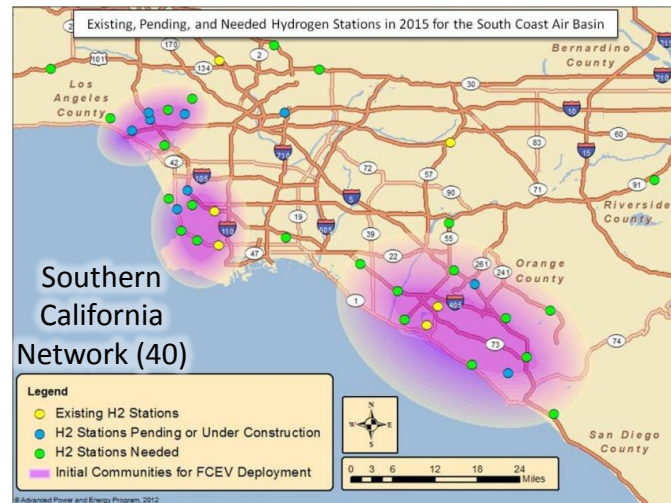 Existing, Pending, and Needed Hydrogen Stations in 2015 for the South Coast Air Basin
170
2
215
Bernardino
County
101
134
210
Los
Angeles
County
30
10
60
83
15
42
710
72
57
71
91
105
5
90
Riverside
County
19
605
39
110
55
47
22
261
241
Orange
County
1
405
73
74
Southern
California
Network (40)
San Diego
County
Legend
Existing H2 Stations
H2 Stations Pending or Under Construction
H2 Stations Needed
Initial Communities for FCEV Deployment
N
W
E
S
0 3 6 12 18 24
Miles
© Advanced Power and Energy Program, 2012